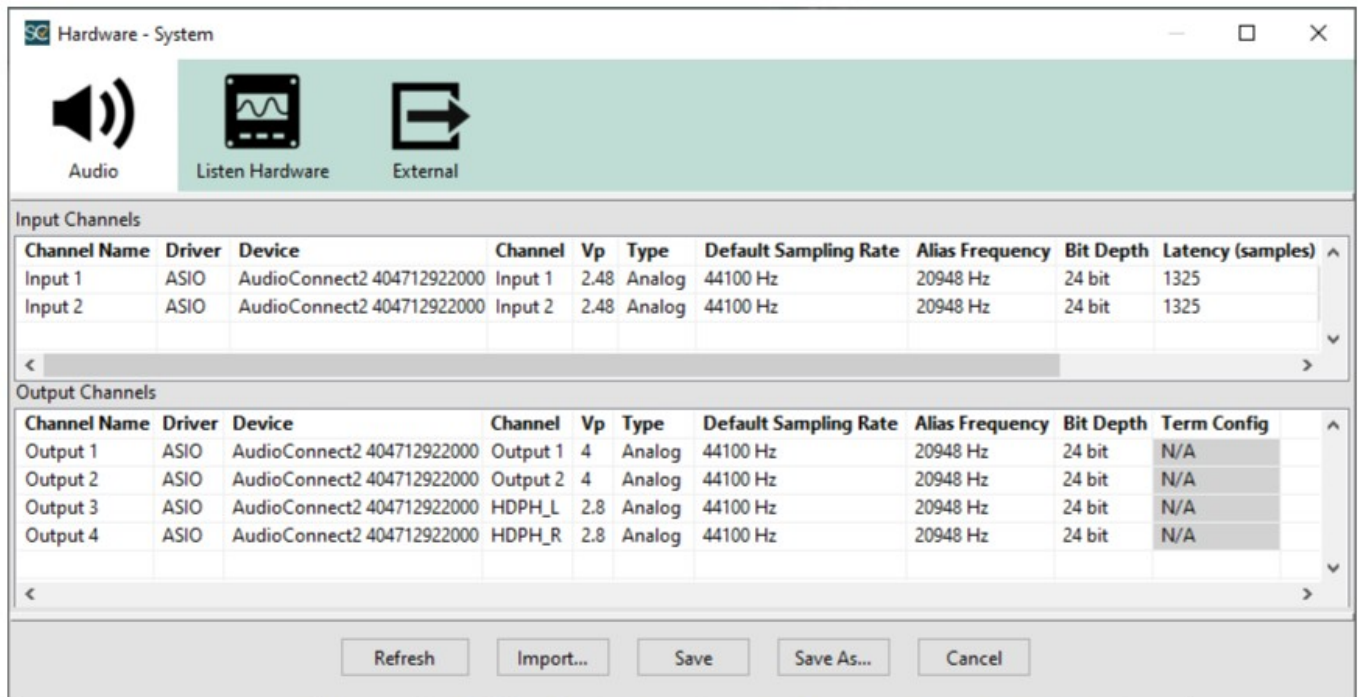 SC Hardware - System
Audio Listen Hardware External
Input Channels
Channel Name Driver Device Channel Vp Type Default Sampling Rate Alias Frequency Bit Depth Latency (samples)
Input 1 ASIO AudioConnect2 404712922000 Input 1 2.48 Analog 44100 Hz 20948 Hz 24 bit 1325
Input 2 ASIO AudioConnect2 404712922000 Input 2 2.48 Analog 44100 Hz 20948 Hz 24 bit 1325
Output Channels
Channel Name Driver Device Channel Vp Type Default Sampling Rate Alias Frequency Bit Depth Term Config
Output 1 ASIO AudioConnect2 404712922000 Output 1 4 Analog 44100 Hz 20948 Hz 24 bit N/A
Output 2 ASIO AudioConnect2 404712922000 Output 2 4 Analog 44100 Hz 20948 Hz 24 bit N/A
Output 3 ASIO AudioConnect2 404712922000 HDPH_L 2.8 Analog 44100 Hz 20948 Hz 24 bit N/A
Output 4 ASIO AudioConnect2 404712922000 HDPH_R 2.8 Analog 44100 Hz 20948 Hz 24 bit N/A
Refresh Import... Save Save As... Cancel